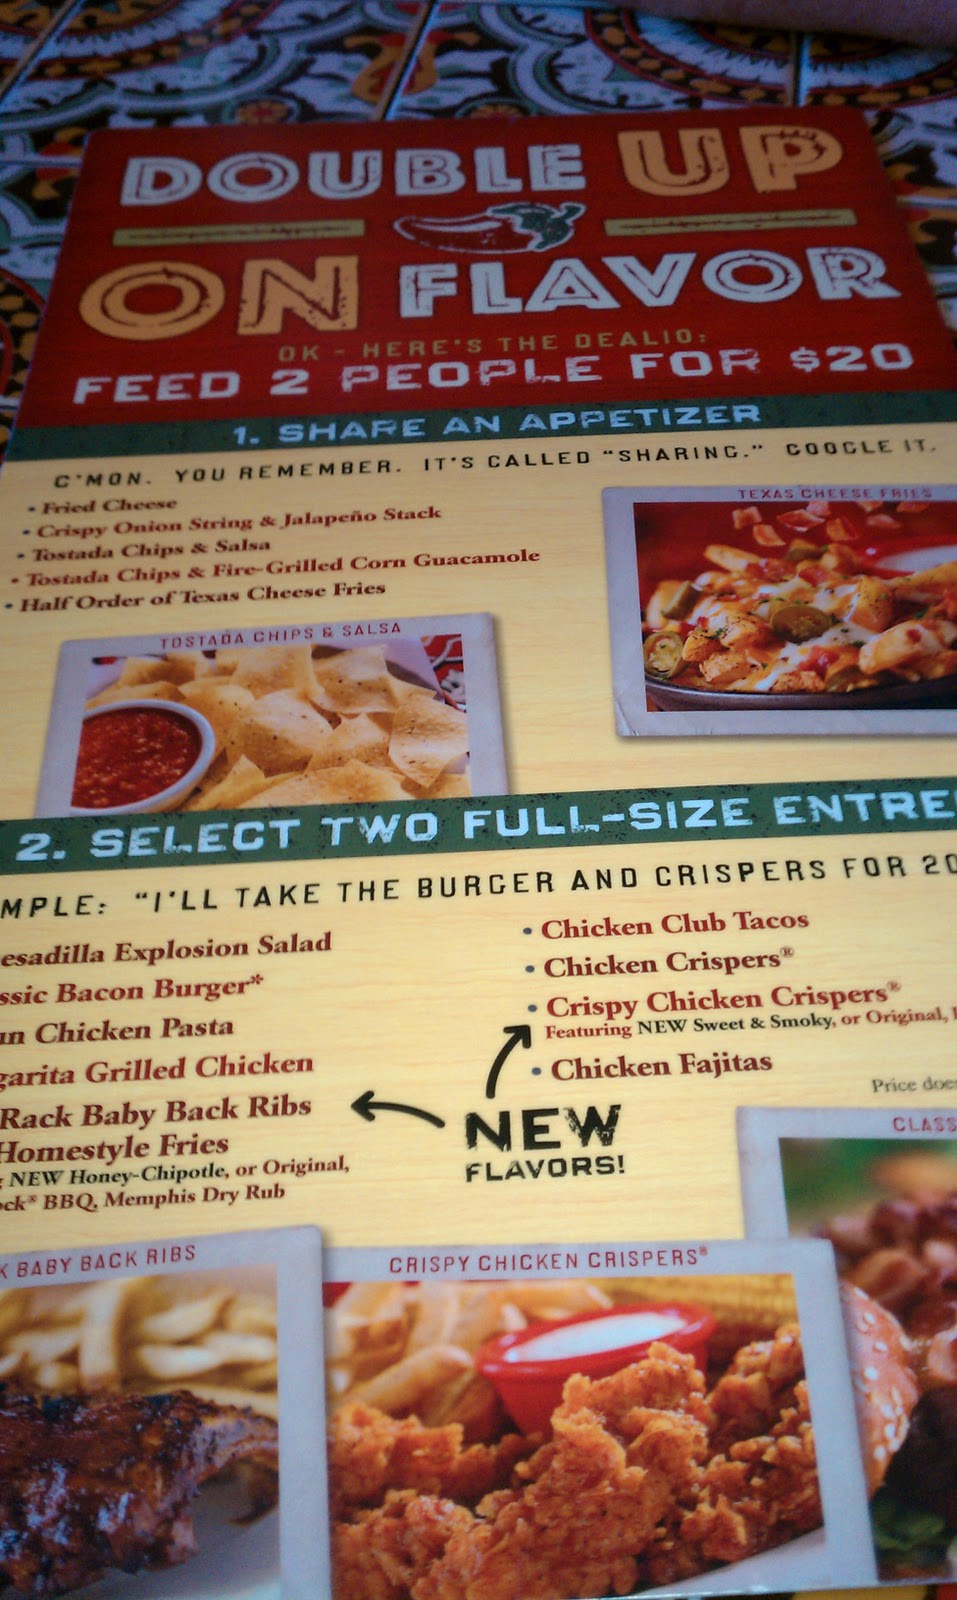 DOUBLE UP
ON FLAVOR
OK - HERE'S THE DEALIO:
FEED 2 PEOPLE FOR $20
1. SHARE AN APPETIZER
C'MON. YOU REMEMBER. IT'S CALLED "SHARING." GOOGLE IT.
• Fried Cheese
• Crispy Onion String & Jalapeño Stack
• Tostada Chips & Salsa
• Tostada Chips & Fire-Grilled Corn Guacamole
• Half Order of Texas Cheese Fries
TEXAS CHEESE FRIES
TOSTADA CHIPS & SALSA
2. SELECT TWO FULL-SIZE ENTRE
MPLE: "I'LL TAKE THE BURGER AND CRISPERS FOR 20
esadilla Explosion Salad
ssic Bacon Burger*
un Chicken Pasta
garita Grilled Chicken
Rack Baby Back Ribs
Homestyle Fries
g NEW Honey-Chipotle, or Original,
ock® BBQ, Memphis Dry Rub
• Chicken Club Tacos
• Chicken Crispers®
• Crispy Chicken Crispers®
Featuring NEW Sweet & Smoky, or Original,
• Chicken Fajitas
Price does
NEW
FLAVORS!
K BABY BACK RIBS
CRISPY CHICKEN CRISPERS®
CLASS